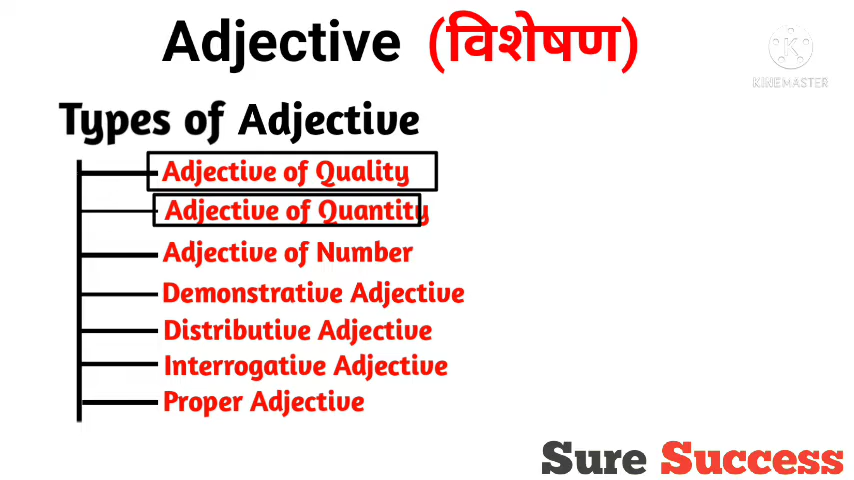 Adjective (विशेषण)
KINEMASTER
Types of Adjective
Adjective of Quality
Adjective of Quantity
Adjective of Number
Demonstrative Adjective
Distributive Adjective
Interrogative Adjective
Proper Adjective
Sure Success